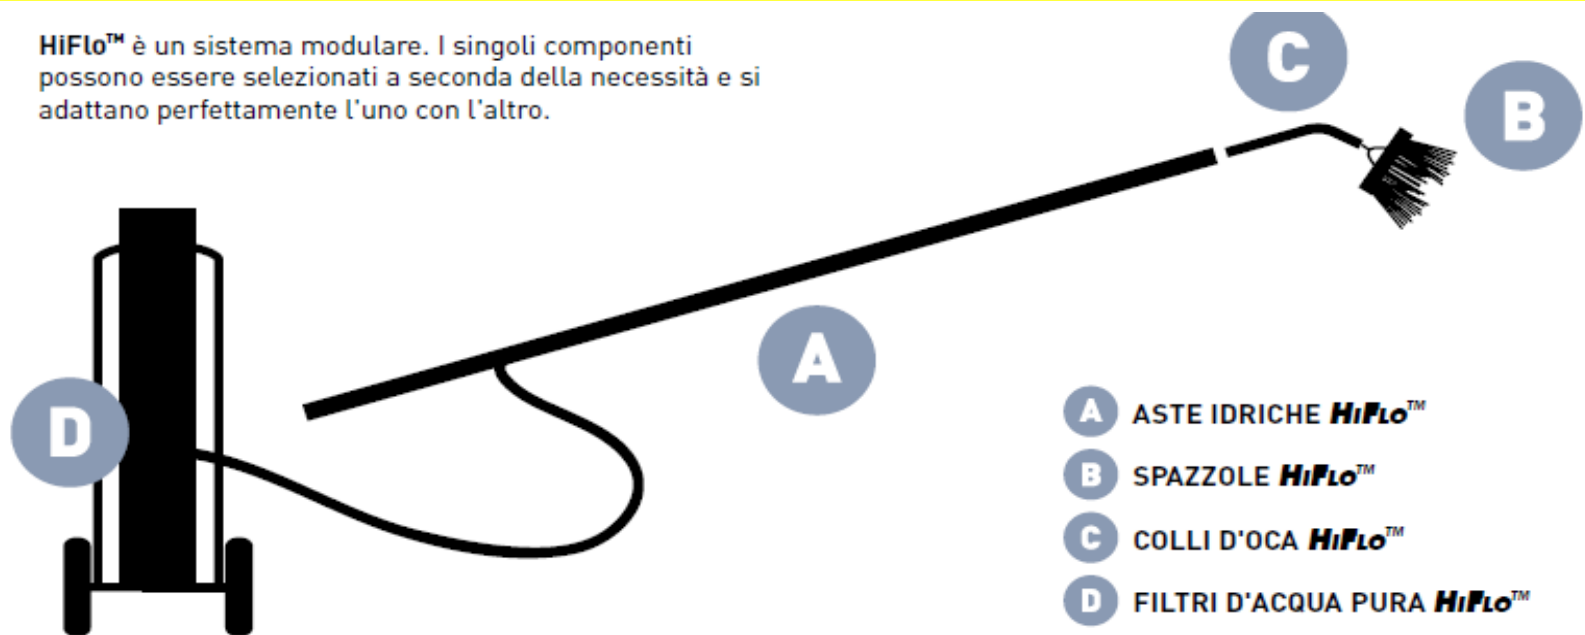 HiFlo™ è un sistema modulare. I singoli componenti
possono essere selezionati a seconda della necessità e si
adattano perfettamente l'uno con l'altro.
C
B
A
D
A ASTE IDRICHE HiFlo™
B SPAZZOLE HiFlo™
C COLLI D'OCA HiFlo™
D FILTRI D'ACQUA PURA HiFlo™